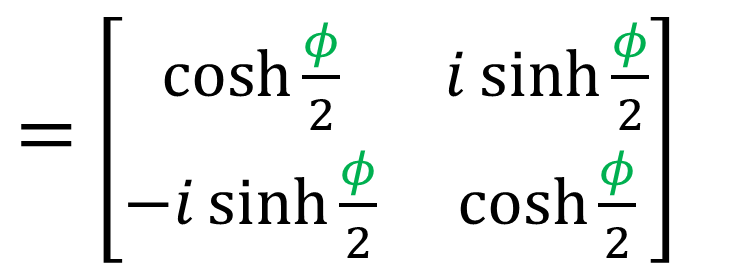 = [ cosh ϕ/2 i sinh ϕ/2
−i sinh ϕ/2 cosh ϕ/2 ]